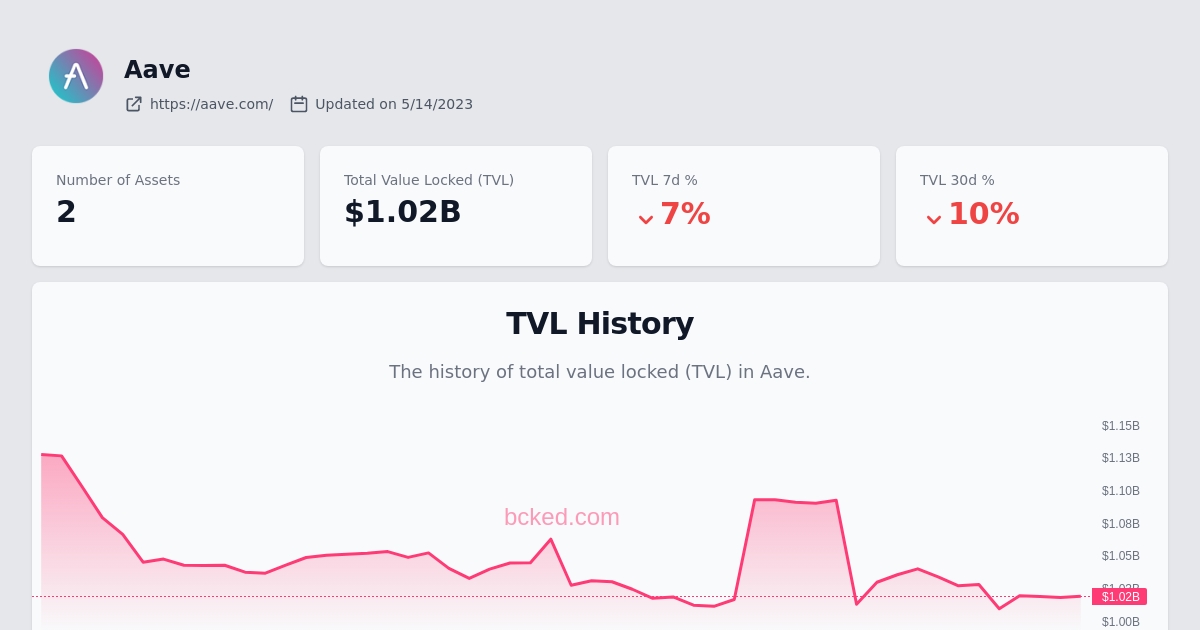 Aave
https://aave.com/ Updated on 5/14/2023
Number of Assets
2
Total Value Locked (TVL)
$1.02B
TVL 7d %
7%
TVL 30d %
10%
TVL History
The history of total value locked (TVL) in Aave.
$1.15B
$1.13B
$1.10B
bcked.com
$1.08B
$1.05B
$1.03B
$1.02B
$1.00B